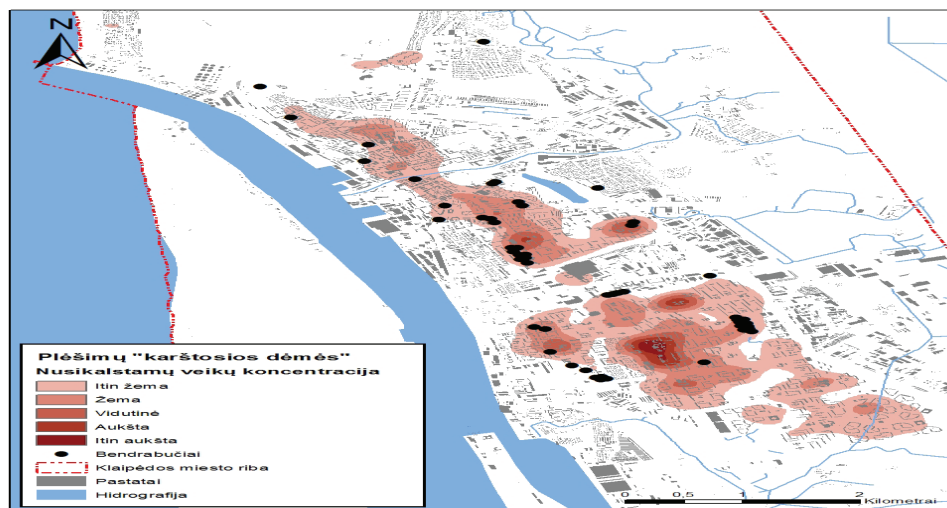 N
Plėšimų "karštosios dėmės"
Nusikalstamų veikų koncentracija
Itin žema
Žema
Vidutinė
Aukšta
Itin aukšta
Bendrabučiai
Klaipėdos miesto riba
Pastatai
Hidrografija
0 0,5 1 2
Kilometrai